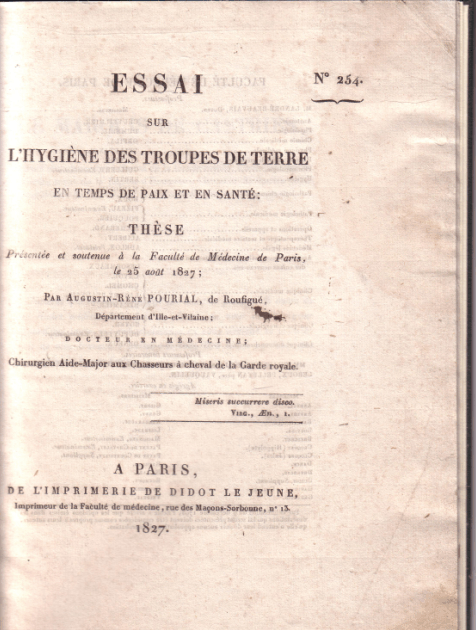 ESSAI
N° 254.
SUR
L'HYGIÈNE DES TROUPES DE TERRE
EN TEMPS DE PAIX ET EN SANTÉ:
THÈSE
Présentée et soutenue à la Faculté de Médecine de Paris,
le 25 août 1827;
PAR AUGUSTIN-RÉNÉ POURIAL, de Roufigué,
Département d'Ille-et-Vilaine;
DOCTEUR EN MÉDECINE;
Chirurgien Aide-Major aux Chasseurs à cheval de la Garde royale.
Miseris succurrere disco.
VIRG., Æn., 1.
A PARIS,
DE L'IMPRIMERIE DE DIDOT LE JEUNE,
Imprimeur de la Faculté de médecine, rue des Maçons-Sorbonne, n° 13.
1827.